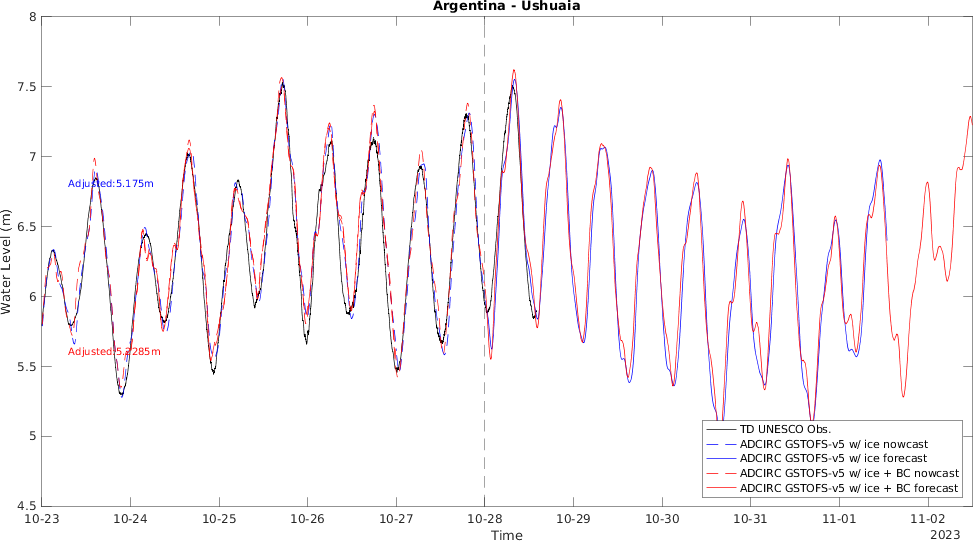 Argentina - Ushuaia
8
7.5
7
6.5
6
5.5
5
4.5
Water Level (m)
Adjusted:5.175m
Adjusted:5.2285m
TD UNESCO Obs.
ADCIRC GSTOFS-v5 w/ ice nowcast
ADCIRC GSTOFS-v5 w/ ice forecast
ADCIRC GSTOFS-v5 w/ ice + BC nowcast
ADCIRC GSTOFS-v5 w/ ice + BC forecast
10-23 10-24 10-25 10-26 10-27 10-28 10-29 10-30 10-31 11-01 11-02
Time
2023